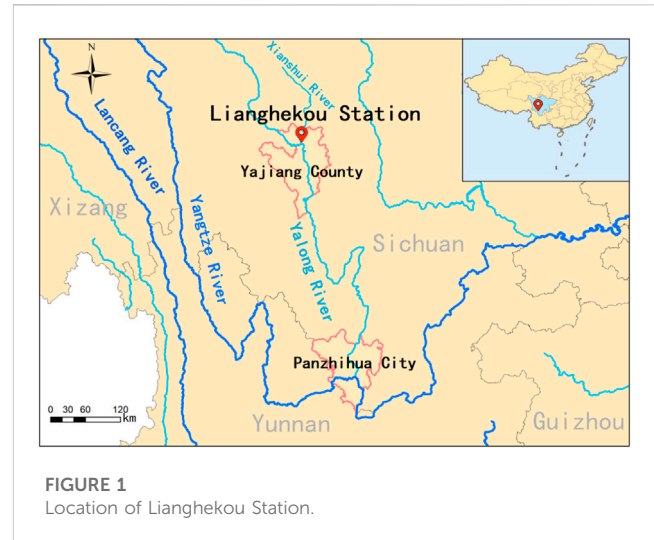 N
Xianshui River
Lianghekou Station
Lancang River
Yajiang County
Xizang
Yangtze River
Yalong River
Sichuan
Panzhihua City
0 30 60 120
km
Yunnan
Guizhou
FIGURE 1
Location of Lianghekou Station.